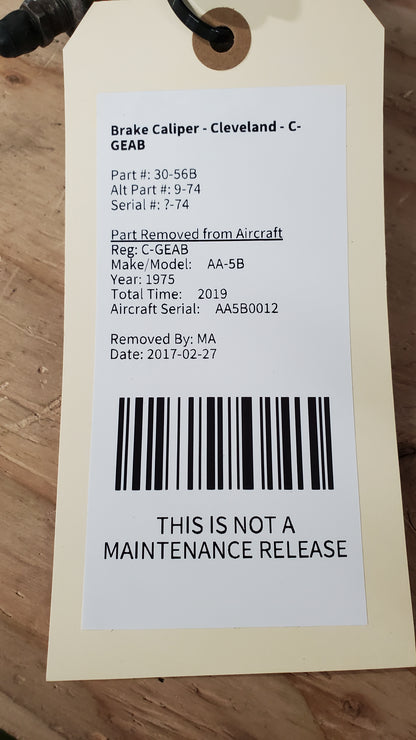 Brake Caliper - Cleveland - C-
GEAB
Part #: 30-56B
Alt Part #: 9-74
Serial #: ?-74
Part Removed from Aircraft
Reg: C-GEAB
Make/Model: AA-5B
Year: 1975
Total Time: 2019
Aircraft Serial: AA5B0012
Removed By: MA
Date: 2017-02-27
THIS IS NOT A
MAINTENANCE RELEASE